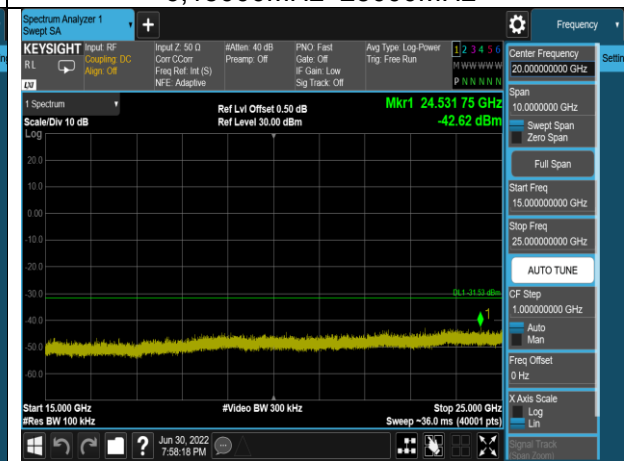 Spectrum Analyzer 1
Swept SA
+
Frequency
KEYSIGHT
RL
LXI
Input: RF
Coupling: DC
Align: Off
Input Z: 50 Ω
Corr CCorr
Freq Ref: Int (S)
NFE: Adaptive
#Atten: 40 dB
Preamp: Off
PNO: Fast
Gate: Off
IF Gain: Low
Sig Track: Off
Avg Type: Log-Power
Trig: Free Run
1 2 3 4 5 6
M W W W W W
P N N N N N
1 Spectrum
Scale/Div 10 dB
Log
Ref Lvl Offset 0.50 dB
Ref Level 30.00 dBm
Mkr1 24.531 75 GHz
-42.62 dBm
20.0
10.0
0.00
-10.0
-20.0
-30.0
-40.0
-50.0
-60.0
DL1 -31.53 dBm
1
Start 15.000 GHz
#Res BW 100 kHz
#Video BW 300 kHz
Stop 25.000 GHz
Sweep ~36.0 ms (40001 pts)
Center Frequency
20.000000000 GHz
Settin
Span
10.0000000 GHz
Swept Span
Zero Span
Full Span
Start Freq
15.000000000 GHz
Stop Freq
25.000000000 GHz
AUTO TUNE
CF Step
1.000000000 GHz
Auto
Man
Freq Offset
0 Hz
X Axis Scale
Log
Lin
Signal Track
(Span Zoom)
?
Jun 30, 2022
7:58:18 PM